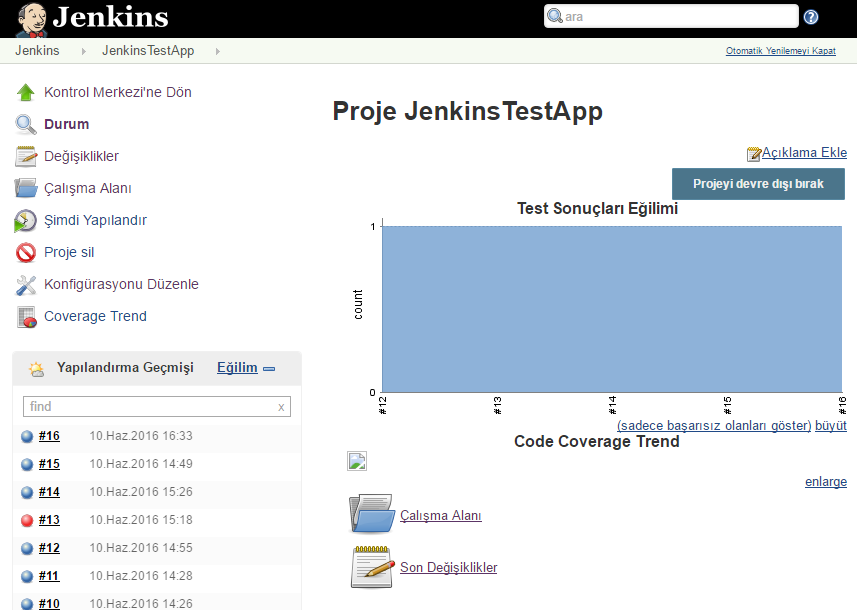 Jenkins
ara
Jenkins JenkinsTestApp
Otomatik Yenilemeyi Kapat
Kontrol Merkezi'ne Dön
Durum
Değişiklikler
Çalışma Alanı
Şimdi Yapılandır
Proje sil
Konfigürasyonu Düzenle
Coverage Trend
Yapılandırma Geçmişi Eğilim
find x
#16 10.Haz.2016 16:33
#15 10.Haz.2016 14:49
#14 10.Haz.2016 15:26
#13 10.Haz.2016 15:18
#12 10.Haz.2016 14:55
#11 10.Haz.2016 14:28
#10 10.Haz.2016 14:26
Proje JenkinsTestApp
Açıklama Ekle
Projeyi devre dışı bırak
Test Sonuçları Eğilimi
1
count
0
#12 #13 #14 #15 #16
(sadece başarısız olanları göster) büyüt
Code Coverage Trend
enlarge
Çalışma Alanı
Son Değişiklikler